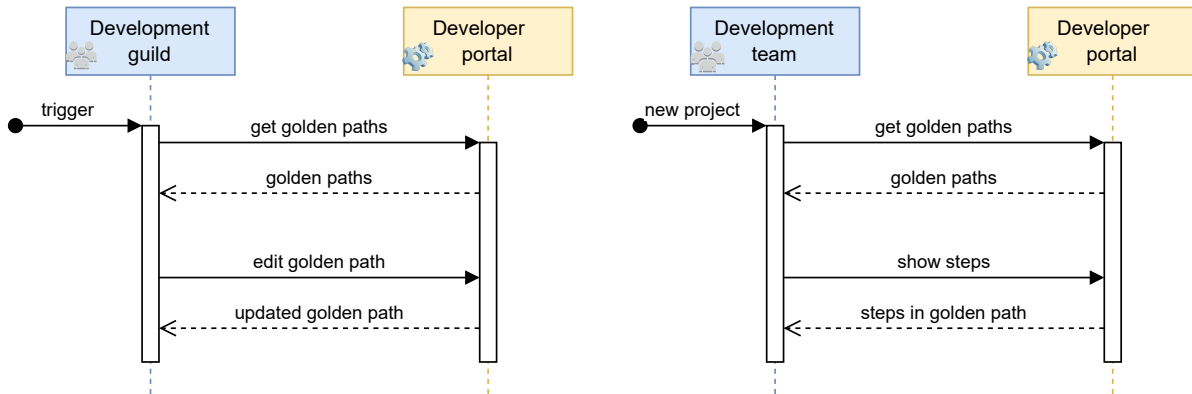 Development
guild
Developer
portal
trigger
get golden paths
golden paths
edit golden path
updated golden path
Development
team
Developer
portal
new project
get golden paths
golden paths
show steps
steps in golden path